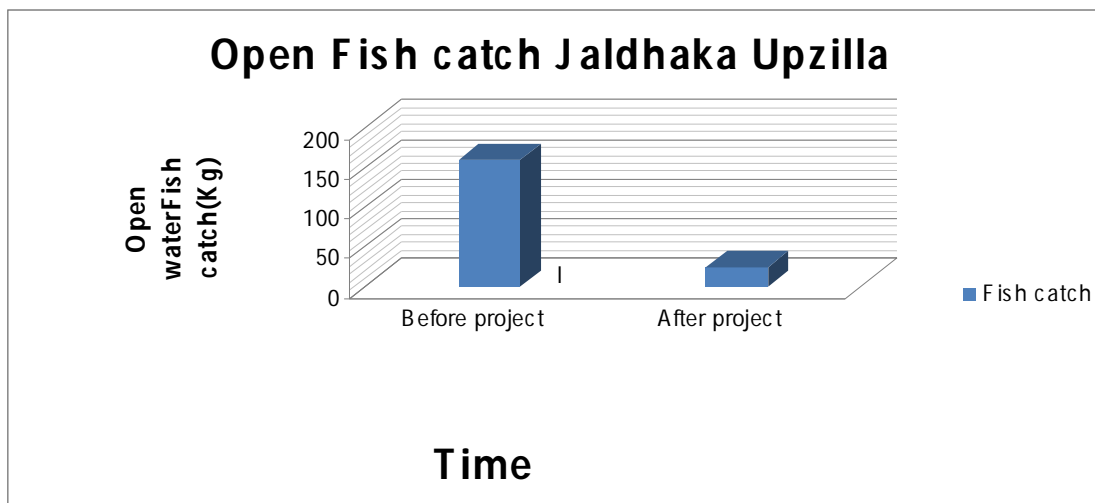 Open Fish catch Jaldhaka Upzilla
Open
waterFish
catch(Kg)
200
150
100
50
0
I
Before project
After project
Fish catch
Time